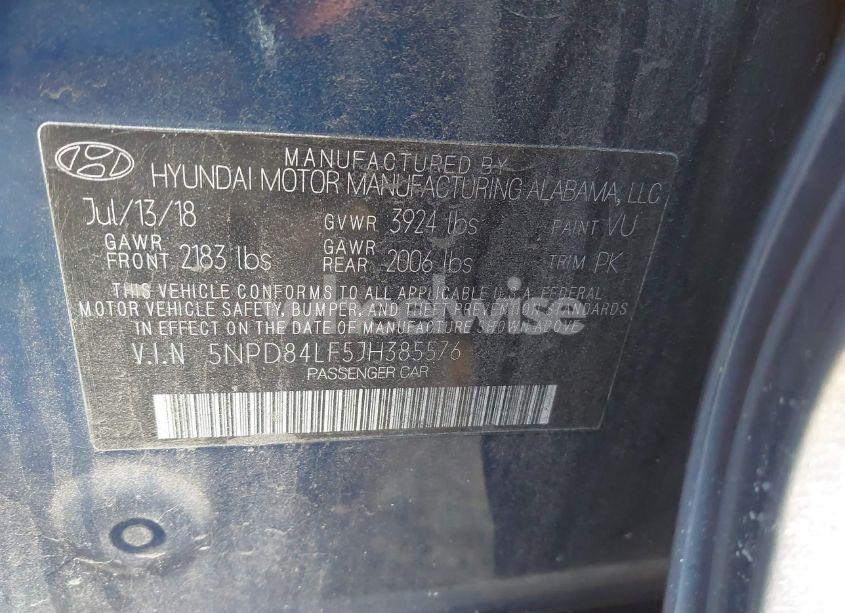 MANUFACTURED BY
HYUNDAI MOTOR MANUFACTURING ALABAMA, LLC
Jul/13/18 GVWR 3924 lbs PAINT VU
GAWR FRONT 2183 lbs GAWR REAR 2006 lbs TRIM PK
THIS VEHICLE CONFORMS TO ALL APPLICABLE U.S.A. FEDERAL
MOTOR VEHICLE SAFETY, BUMPER, AND THEFT PREVENTION STANDARDS
IN EFFECT ON THE DATE OF MANUFACTURE SHOWN ABOVE.
V.I.N 5NPD84LF5JH385576
PASSENGER CAR